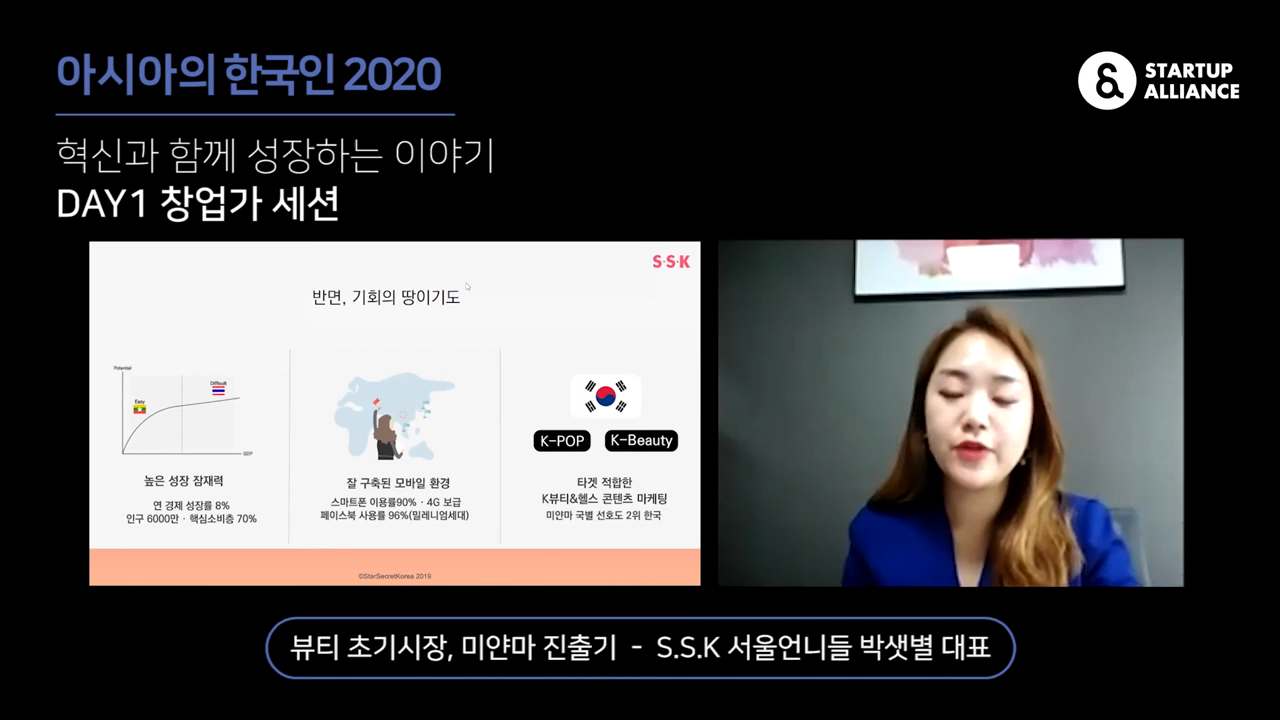 아시아의 한국인 2020
STARTUP
ALLIANCE
혁신과 함께 성장하는 이야기
DAY1 창업가 세션
S·S·K
반면, 기회의 땅이기도
Potential
Difficult
Easy
GDP
높은 성장 잠재력
연 경제 성장률 8%
인구 6000만 · 핵심소비층 70%
잘 구축된 모바일 환경
스마트폰 이용률90% · 4G 보급
페이스북 사용률 96%(밀레니엄세대)
K-POP
K-Beauty
타겟 적합한
K뷰티&헬스 콘텐츠 마케팅
미얀마 국별 선호도 2위 한국
©StarSecretKorea 2019
뷰티 초기시장, 미얀마 진출기 - S.S.K 서울언니들 박샛별 대표